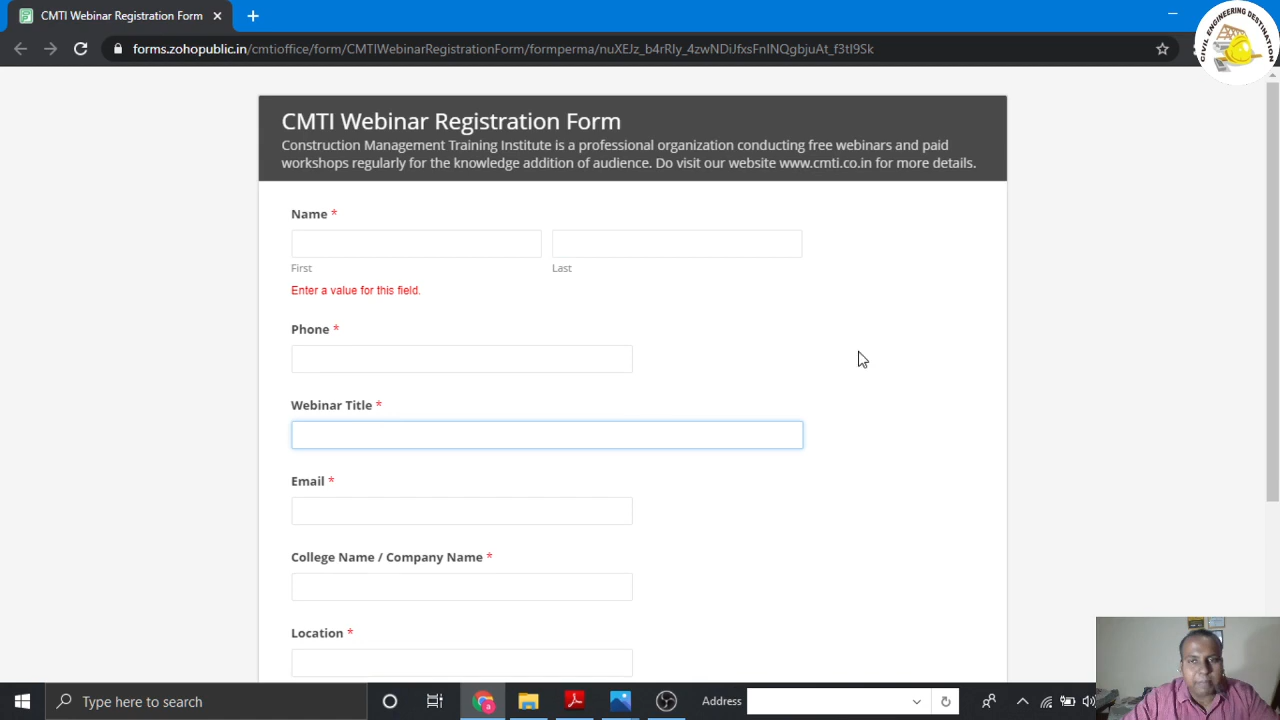 CMTI Webinar Registration Form
forms.zohopublic.in/cmtioffice/form/CMTIWebinarRegistrationForm/formperma/
CIVIL ENGINEERING DESTINATION
CMTI Webinar Registration Form
Construction Management Training Institute is a professional organization conducting free webinars and paid
workshops regularly for the knowledge addition of audience. Do visit our website www.cmti.co.in for more details.
Name *
First Last
Enter a value for this field.
Phone *
Webinar Title *
Email *
College Name / Company Name *
Location *
Type here to search
Address